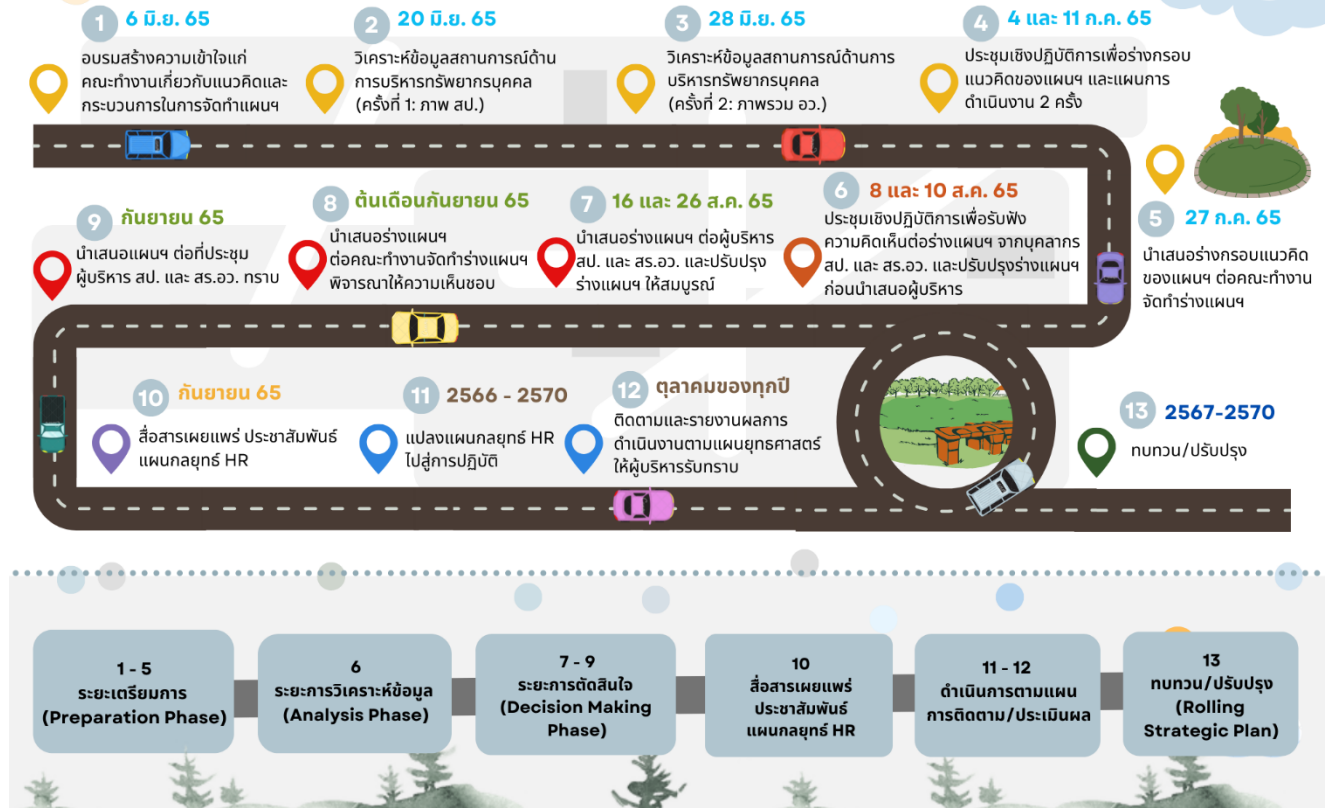 1 6 มิ.ย. 65
อบรมสร้างความเข้าใจแก่
คณะทำงานเกี่ยวกับแนวคิดและ
กระบวนการในการจัดทำแผนฯ
2 20 มิ.ย. 65
วิเคราะห์ข้อมูลสถานการณ์ด้าน
การบริหารทรัพยากรบุคคล
(ครั้งที่ 1: ภาพ สป.)
3 28 มิ.ย. 65
วิเคราะห์ข้อมูลสถานการณ์ด้านการ
บริหารทรัพยากรบุคคล
(ครั้งที่ 2: ภาพรวม อว.)
4 4 และ 11 ก.ค. 65
ประชุมเชิงปฏิบัติการเพื่อร่างกรอบ
แนวคิดของแผนฯ และแผนการ
ดำเนินงาน 2 ครั้ง
5 27 ก.ค. 65
นำเสนอร่างกรอบแนวคิด
ของแผนฯ ต่อคณะทำงาน
จัดทำร่างแผนฯ
6 8 และ 10 ส.ค. 65
ประชุมเชิงปฏิบัติการเพื่อรับฟัง
ความคิดเห็นต่อร่างแผนฯ จากบุคลากร
สป. และ สร.อว. และปรับปรุงร่างแผนฯ
ก่อนนำเสนอผู้บริหาร
7 16 และ 26 ส.ค. 65
นำเสนอร่างแผนฯ ต่อผู้บริหาร
สป. และ สร.อว. และปรับปรุง
ร่างแผนฯ ให้สมบูรณ์
8 ต้นเดือนกันยายน 65
นำเสนอร่างแผนฯ
ต่อคณะทำงานจัดทำร่างแผนฯ
พิจารณาให้ความเห็นชอบ
9 กันยายน 65
นำเสนอแผนฯ ต่อที่ประชุม
ผู้บริหาร สป. และ สร.อว. ทราบ
10 กันยายน 65
สื่อสารเผยแพร่ ประชาสัมพันธ์
แผนกลยุทธ์ HR
11 2566 - 2570
แปลงแผนกลยุทธ์ HR
ไปสู่การปฏิบัติ
12 ตุลาคมของทุกปี
ติดตามและรายงานผลการ
ดำเนินงานตามแผนยุทธศาสตร์
ให้ผู้บริหารรับทราบ
13 2567-2570
ทบทวน/ปรับปรุง
1 - 5
ระยะเตรียมการ
(Preparation Phase)
6
ระยะการวิเคราะห์ข้อมูล
(Analysis Phase)
7 - 9
ระยะการตัดสินใจ
(Decision Making
Phase)
10
สื่อสารเผยแพร่
ประชาสัมพันธ์
แผนกลยุทธ์ HR
11 - 12
ดำเนินการตามแผน
การติดตาม/ประเมินผล
13
ทบทวน/ปรับปรุง
(Rolling
Strategic Plan)